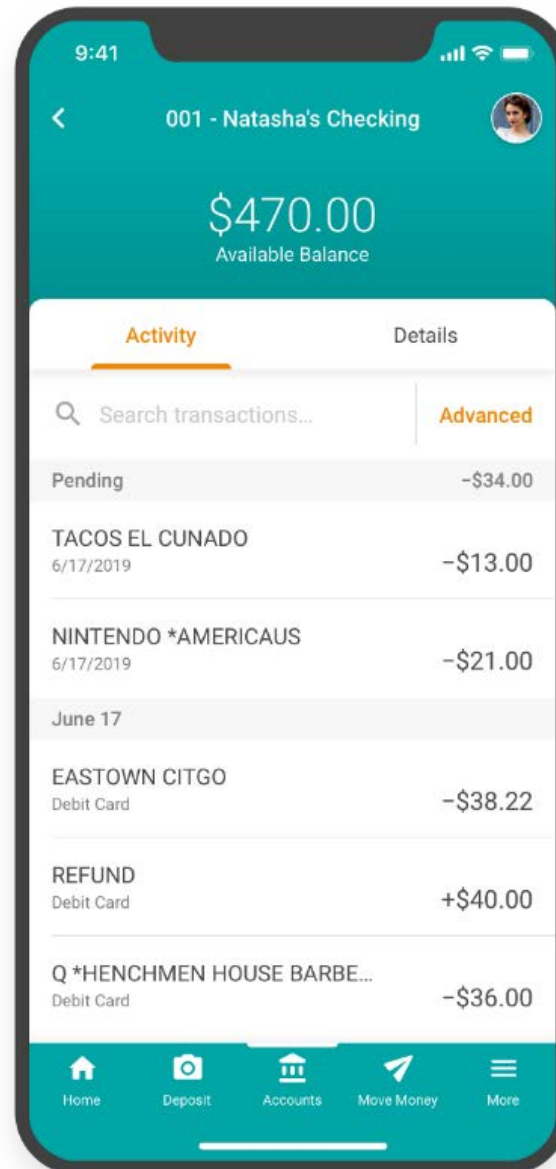 9:41
001 - Natasha's Checking
$470.00
Available Balance
Activity
Details
Search transactions...
Advanced
Pending
−$34.00
TACOS EL CUNADO
6/17/2019
−$13.00
NINTENDO *AMERICAUS
6/17/2019
−$21.00
June 17
EASTOWN CITGO
Debit Card
−$38.22
REFUND
Debit Card
+$40.00
Q *HENCHMEN HOUSE BARBE...
Debit Card
−$36.00
Home
Deposit
Accounts
Move Money
More